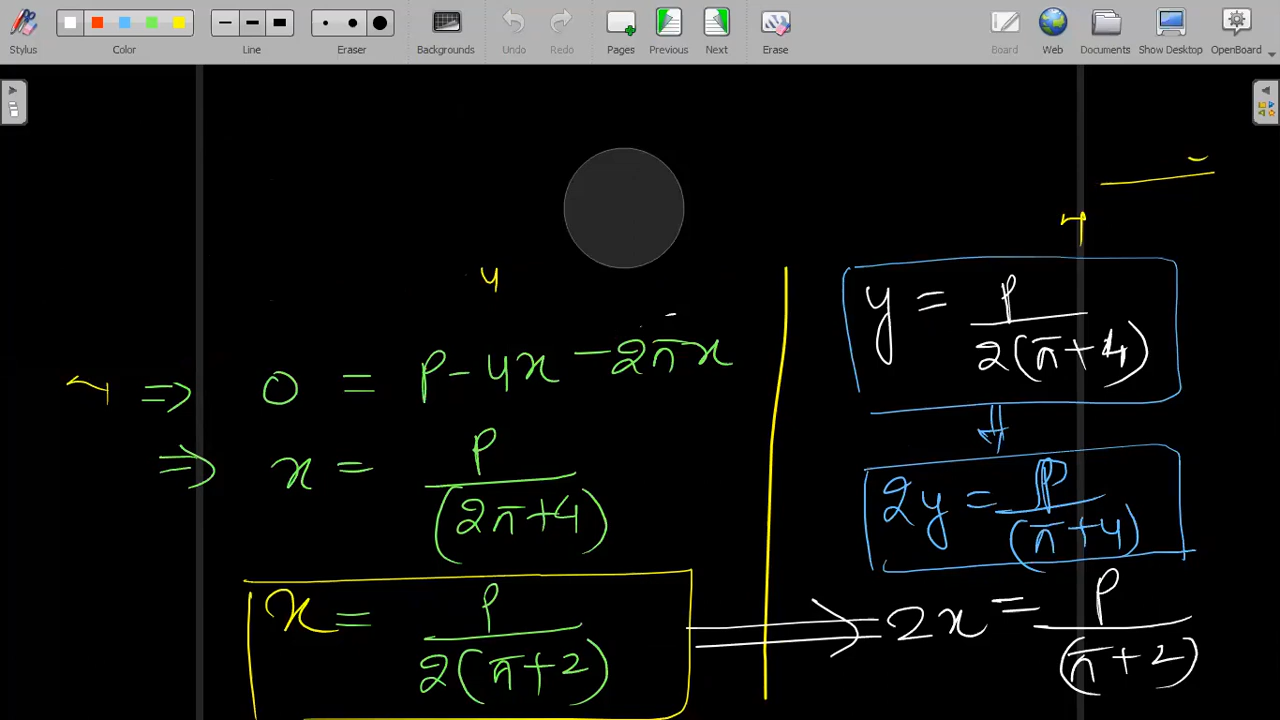 Stylus Color Line Eraser Backgrounds Undo Redo Pages Previous Next Erase Board Web Documents Show Desktop OpenBoard
y
⇒ 0 = P - 4x - 2πx
⇒ x = P / (2π+4)
x = P / 2(π+2)
y = P / 2(π+4)
2y = P / (π+4)
⇒ 2x = P / (π+2)